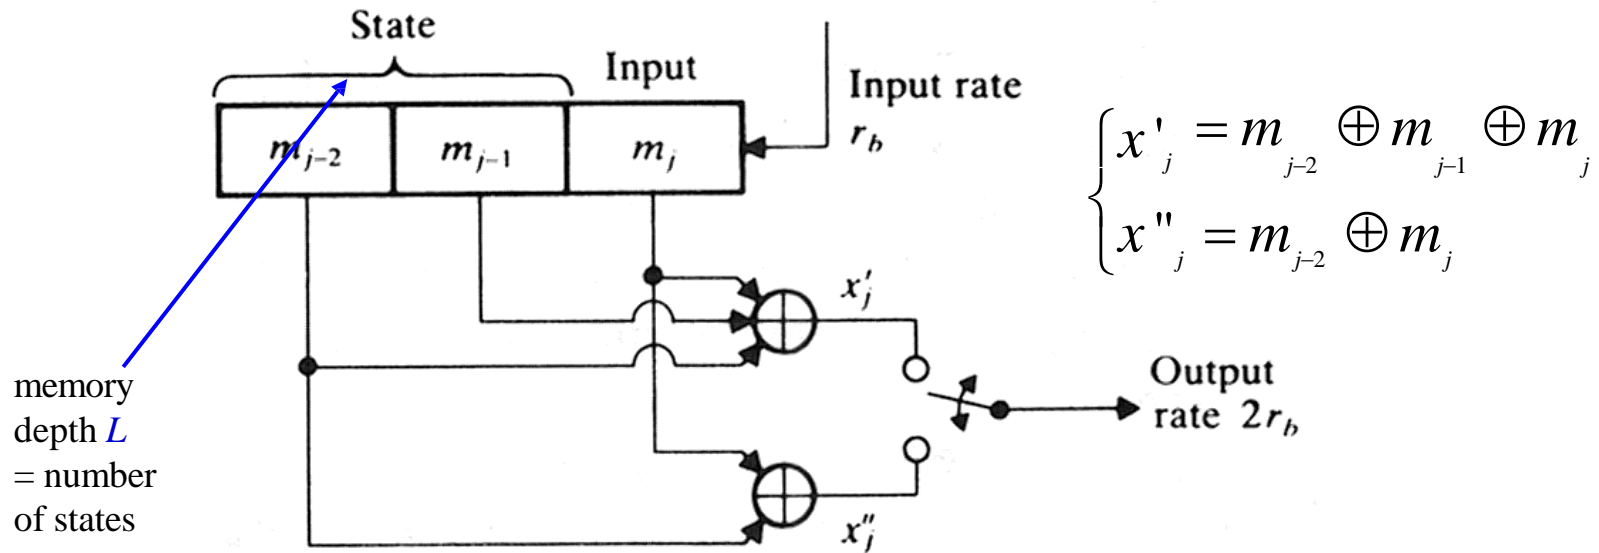 State
Input
Input rate
r_b
m_{j-2}
m_{j-1}
m_j
x'_j = m_{j-2} ⊕ m_{j-1} ⊕ m_j
x"_j = m_{j-2} ⊕ m_j
x'_j
Output
rate 2r_b
memory
depth L
= number
of states
x''_j